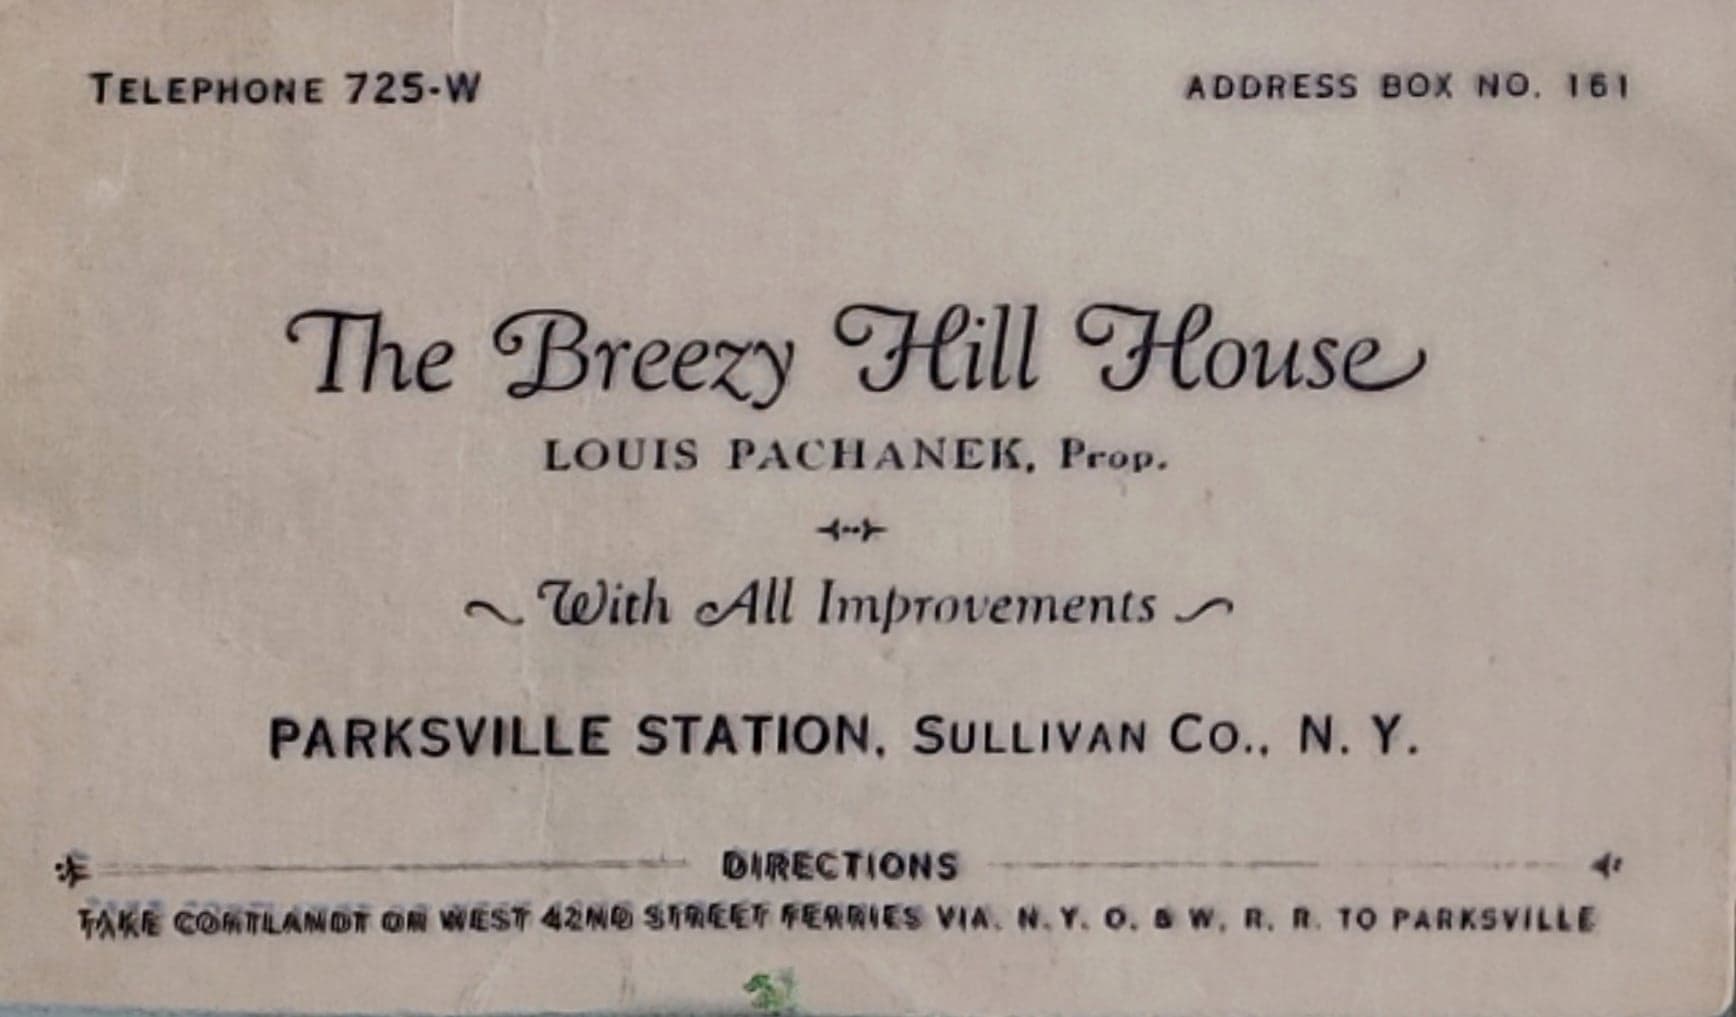 TELEPHONE 725-W
ADDRESS BOX NO. 161
The Breezy Hill House
LOUIS PACHANEK, Prop.
With All Improvements
PARKSVILLE STATION, SULLIVAN CO., N. Y.
DIRECTIONS
TAKE CORTLANDT OR WEST 42ND STREET FERRIES VIA. N. Y. O. & W. R. R. TO PARKSVILLE